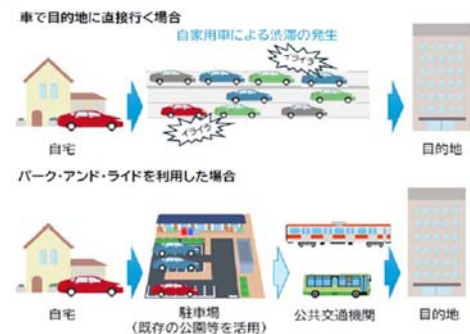 車で目的地に直接行く場合
自家用車による渋滞の発生
イライラ
イライラ
自宅
目的地
パーク・アンド・ライドを利用した場合
自宅
駐車場
(既存の公園等を活用)
公共交通機関
目的地